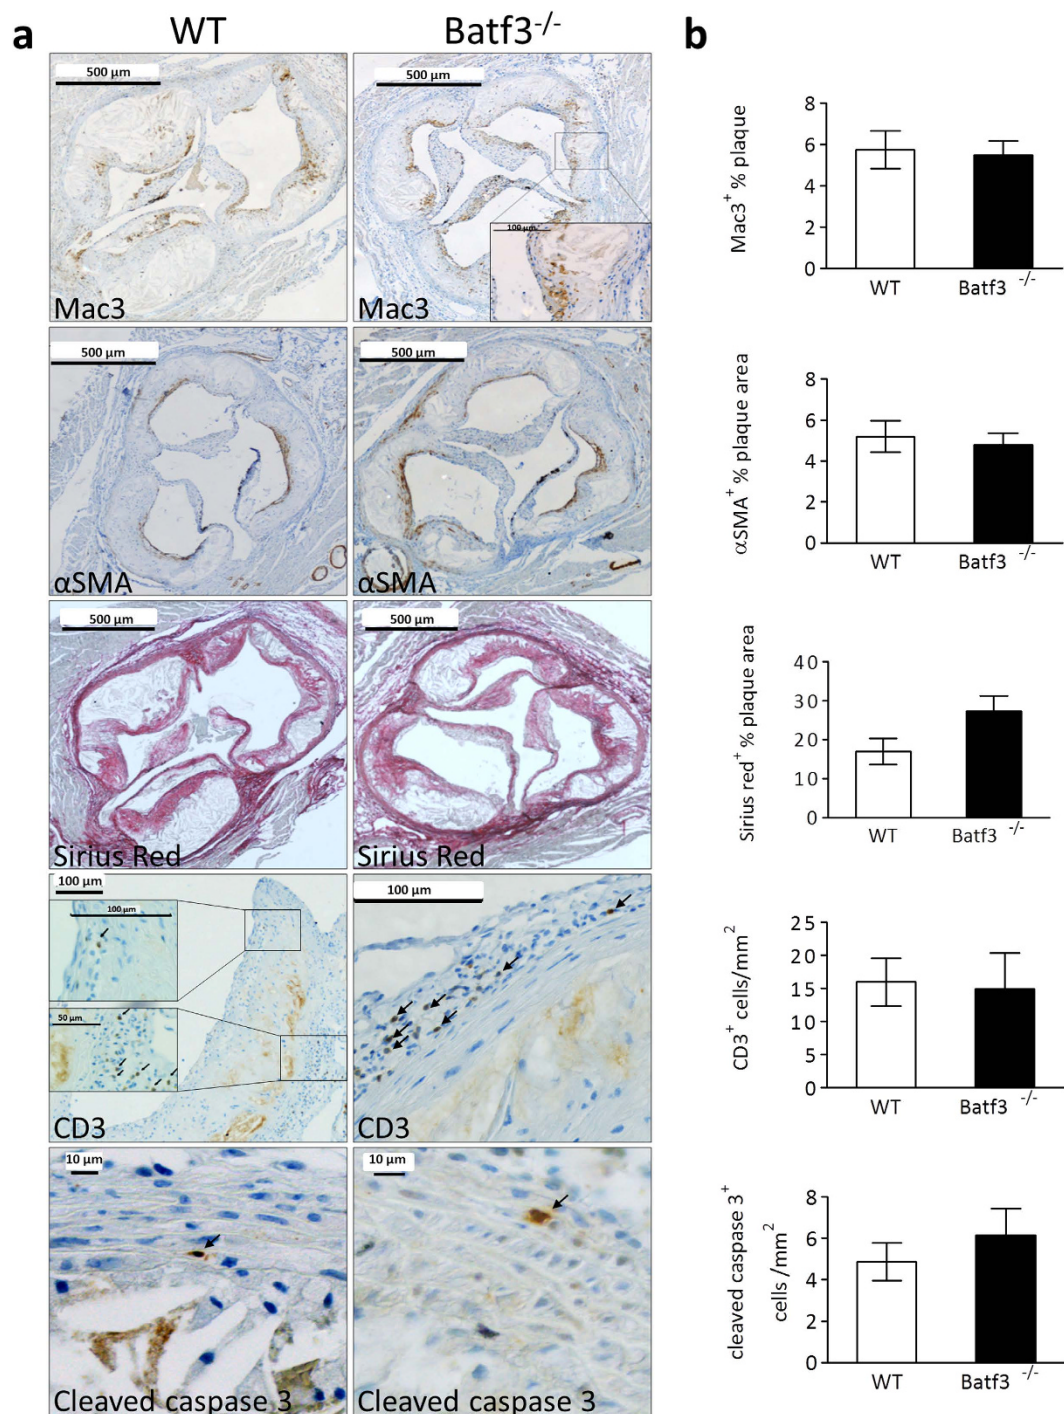 a
WT
Batf3-/-
b
500 µm
500 µm
100 µm
Mac3
Mac3
500 µm
500 µm
αSMA
αSMA
500 µm
500 µm
Sirius Red
Sirius Red
100 µm
100 µm
50 µm
100 µm
CD3
CD3
10 µm
10 µm
Cleaved caspase 3
Cleaved caspase 3
Mac3+ % plaque
8
6
4
2
0
WT
Batf3 -/-
αSMA+ % plaque area
8
6
4
2
0
WT
Batf3 -/-
Sirius red+ % plaque area
40
30
20
10
0
WT
Batf3 -/-
CD3+ cells/mm2
25
20
15
10
5
0
WT
Batf3 -/-
cleaved caspase 3+
cells /mm2
8
6
4
2
0
WT
Batf3 -/-